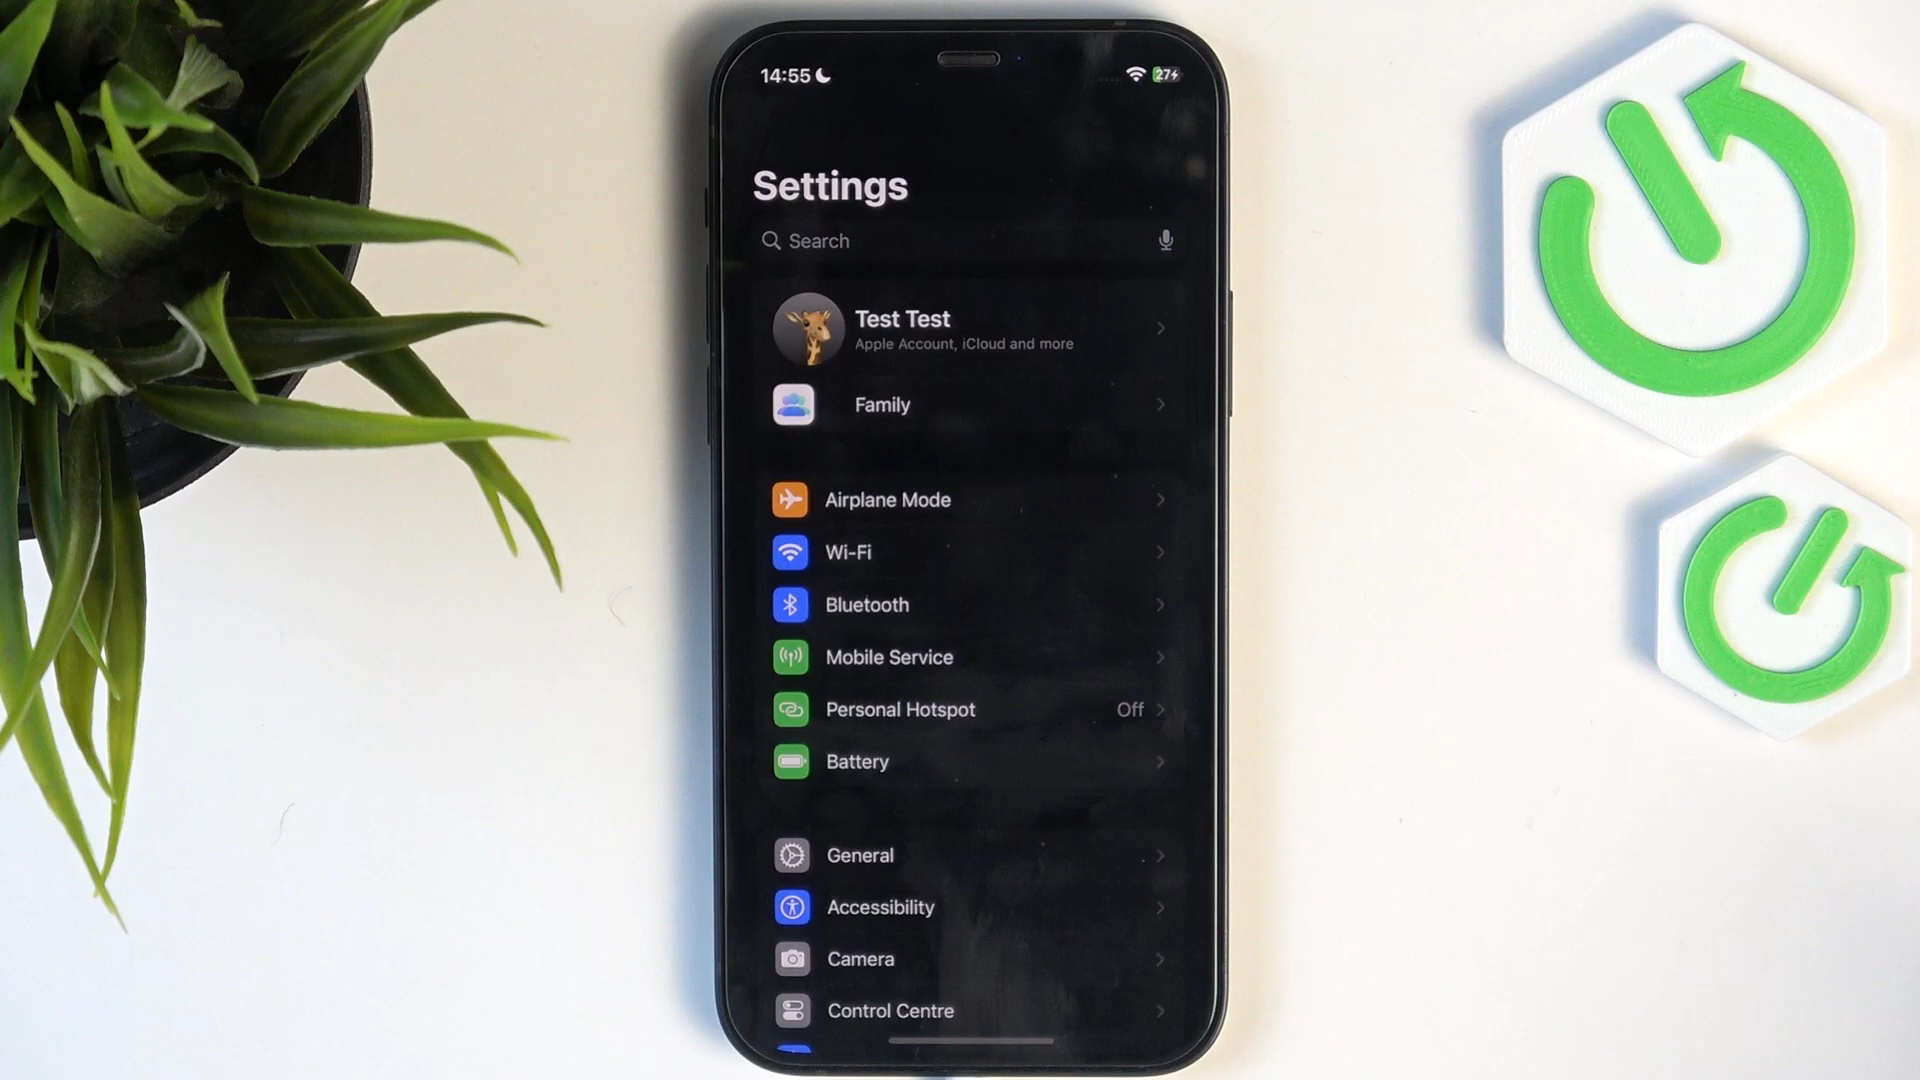 14:55
27
Settings
Search
Test Test
Apple Account, iCloud and more
Family
Airplane Mode
Wi-Fi
Bluetooth
Mobile Service
Personal Hotspot Off
Battery
General
Accessibility
Camera
Control Centre